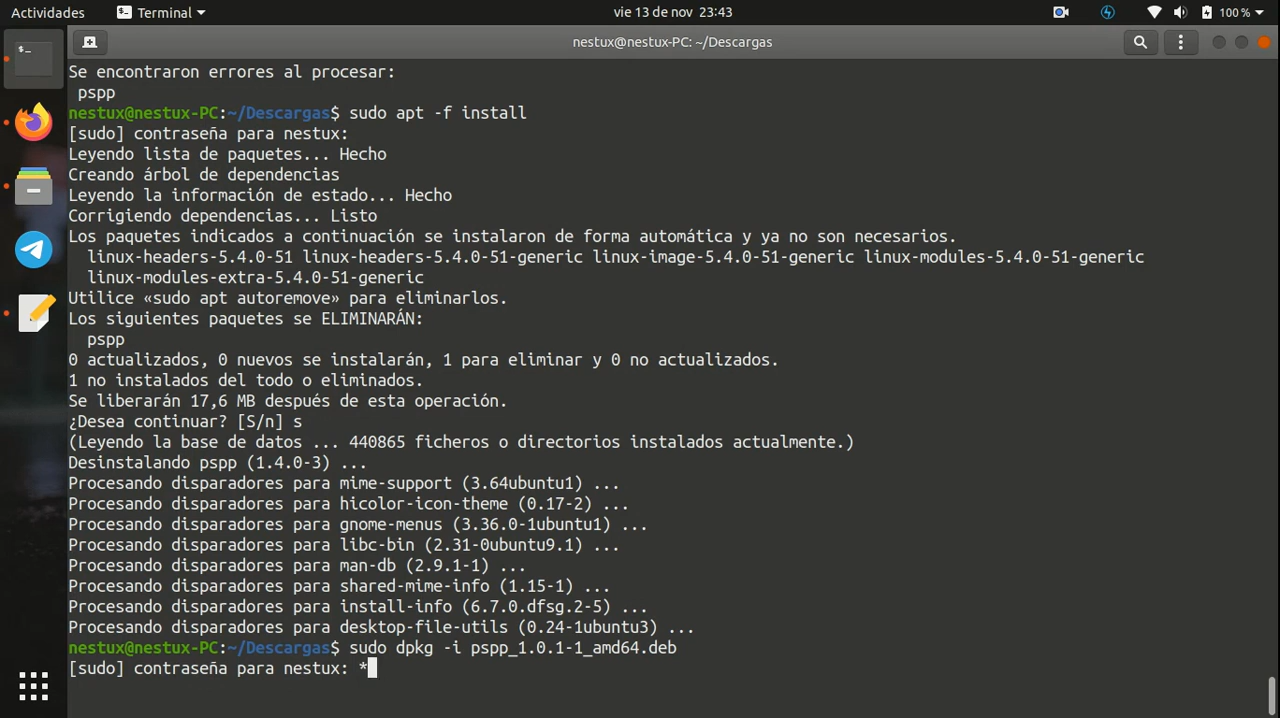 Actividades Terminal vie 13 de nov 23:43 100 %
nestux@nestux-PC: ~/Descargas
Se encontraron errores al procesar:
pspp
nestux@nestux-PC:~/Descargas$ sudo apt -f install
[sudo] contraseña para nestux:
Leyendo lista de paquetes... Hecho
Creando árbol de dependencias
Leyendo la información de estado... Hecho
Corrigiendo dependencias... Listo
Los paquetes indicados a continuación se instalaron de forma automática y ya no son necesarios.
linux-headers-5.4.0-51 linux-headers-5.4.0-51-generic linux-image-5.4.0-51-generic linux-modules-5.4.0-51-generic
linux-modules-extra-5.4.0-51-generic
Utilice «sudo apt autoremove» para eliminarlos.
Los siguientes paquetes se ELIMINARÁN:
pspp
0 actualizados, 0 nuevos se instalarán, 1 para eliminar y 0 no actualizados.
1 no instalados del todo o eliminados.
Se liberarán 17,6 MB después de esta operación.
¿Desea continuar? [S/n] s
(Leyendo la base de datos ... 440865 ficheros o directorios instalados actualmente.)
Desinstalando pspp (1.4.0-3) ...
Procesando disparadores para mime-support (3.64ubuntu1) ...
Procesando disparadores para hicolor-icon-theme (0.17-2) ...
Procesando disparadores para gnome-menus (3.36.0-1ubuntu1) ...
Procesando disparadores para libc-bin (2.31-0ubuntu9.1) ...
Procesando disparadores para man-db (2.9.1-1) ...
Procesando disparadores para shared-mime-info (1.15-1) ...
Procesando disparadores para install-info (6.7.0.dfsg.2-5) ...
Procesando disparadores para desktop-file-utils (0.24-1ubuntu3) ...
nestux@nestux-PC:~/Descargas$ sudo dpkg -i pspp_1.0.1-1_amd64.deb
[sudo] contraseña para nestux: *